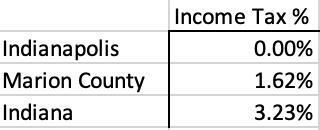 Income Tax %
Indianapolis 0.00%
Marion County 1.62%
Indiana 3.23%